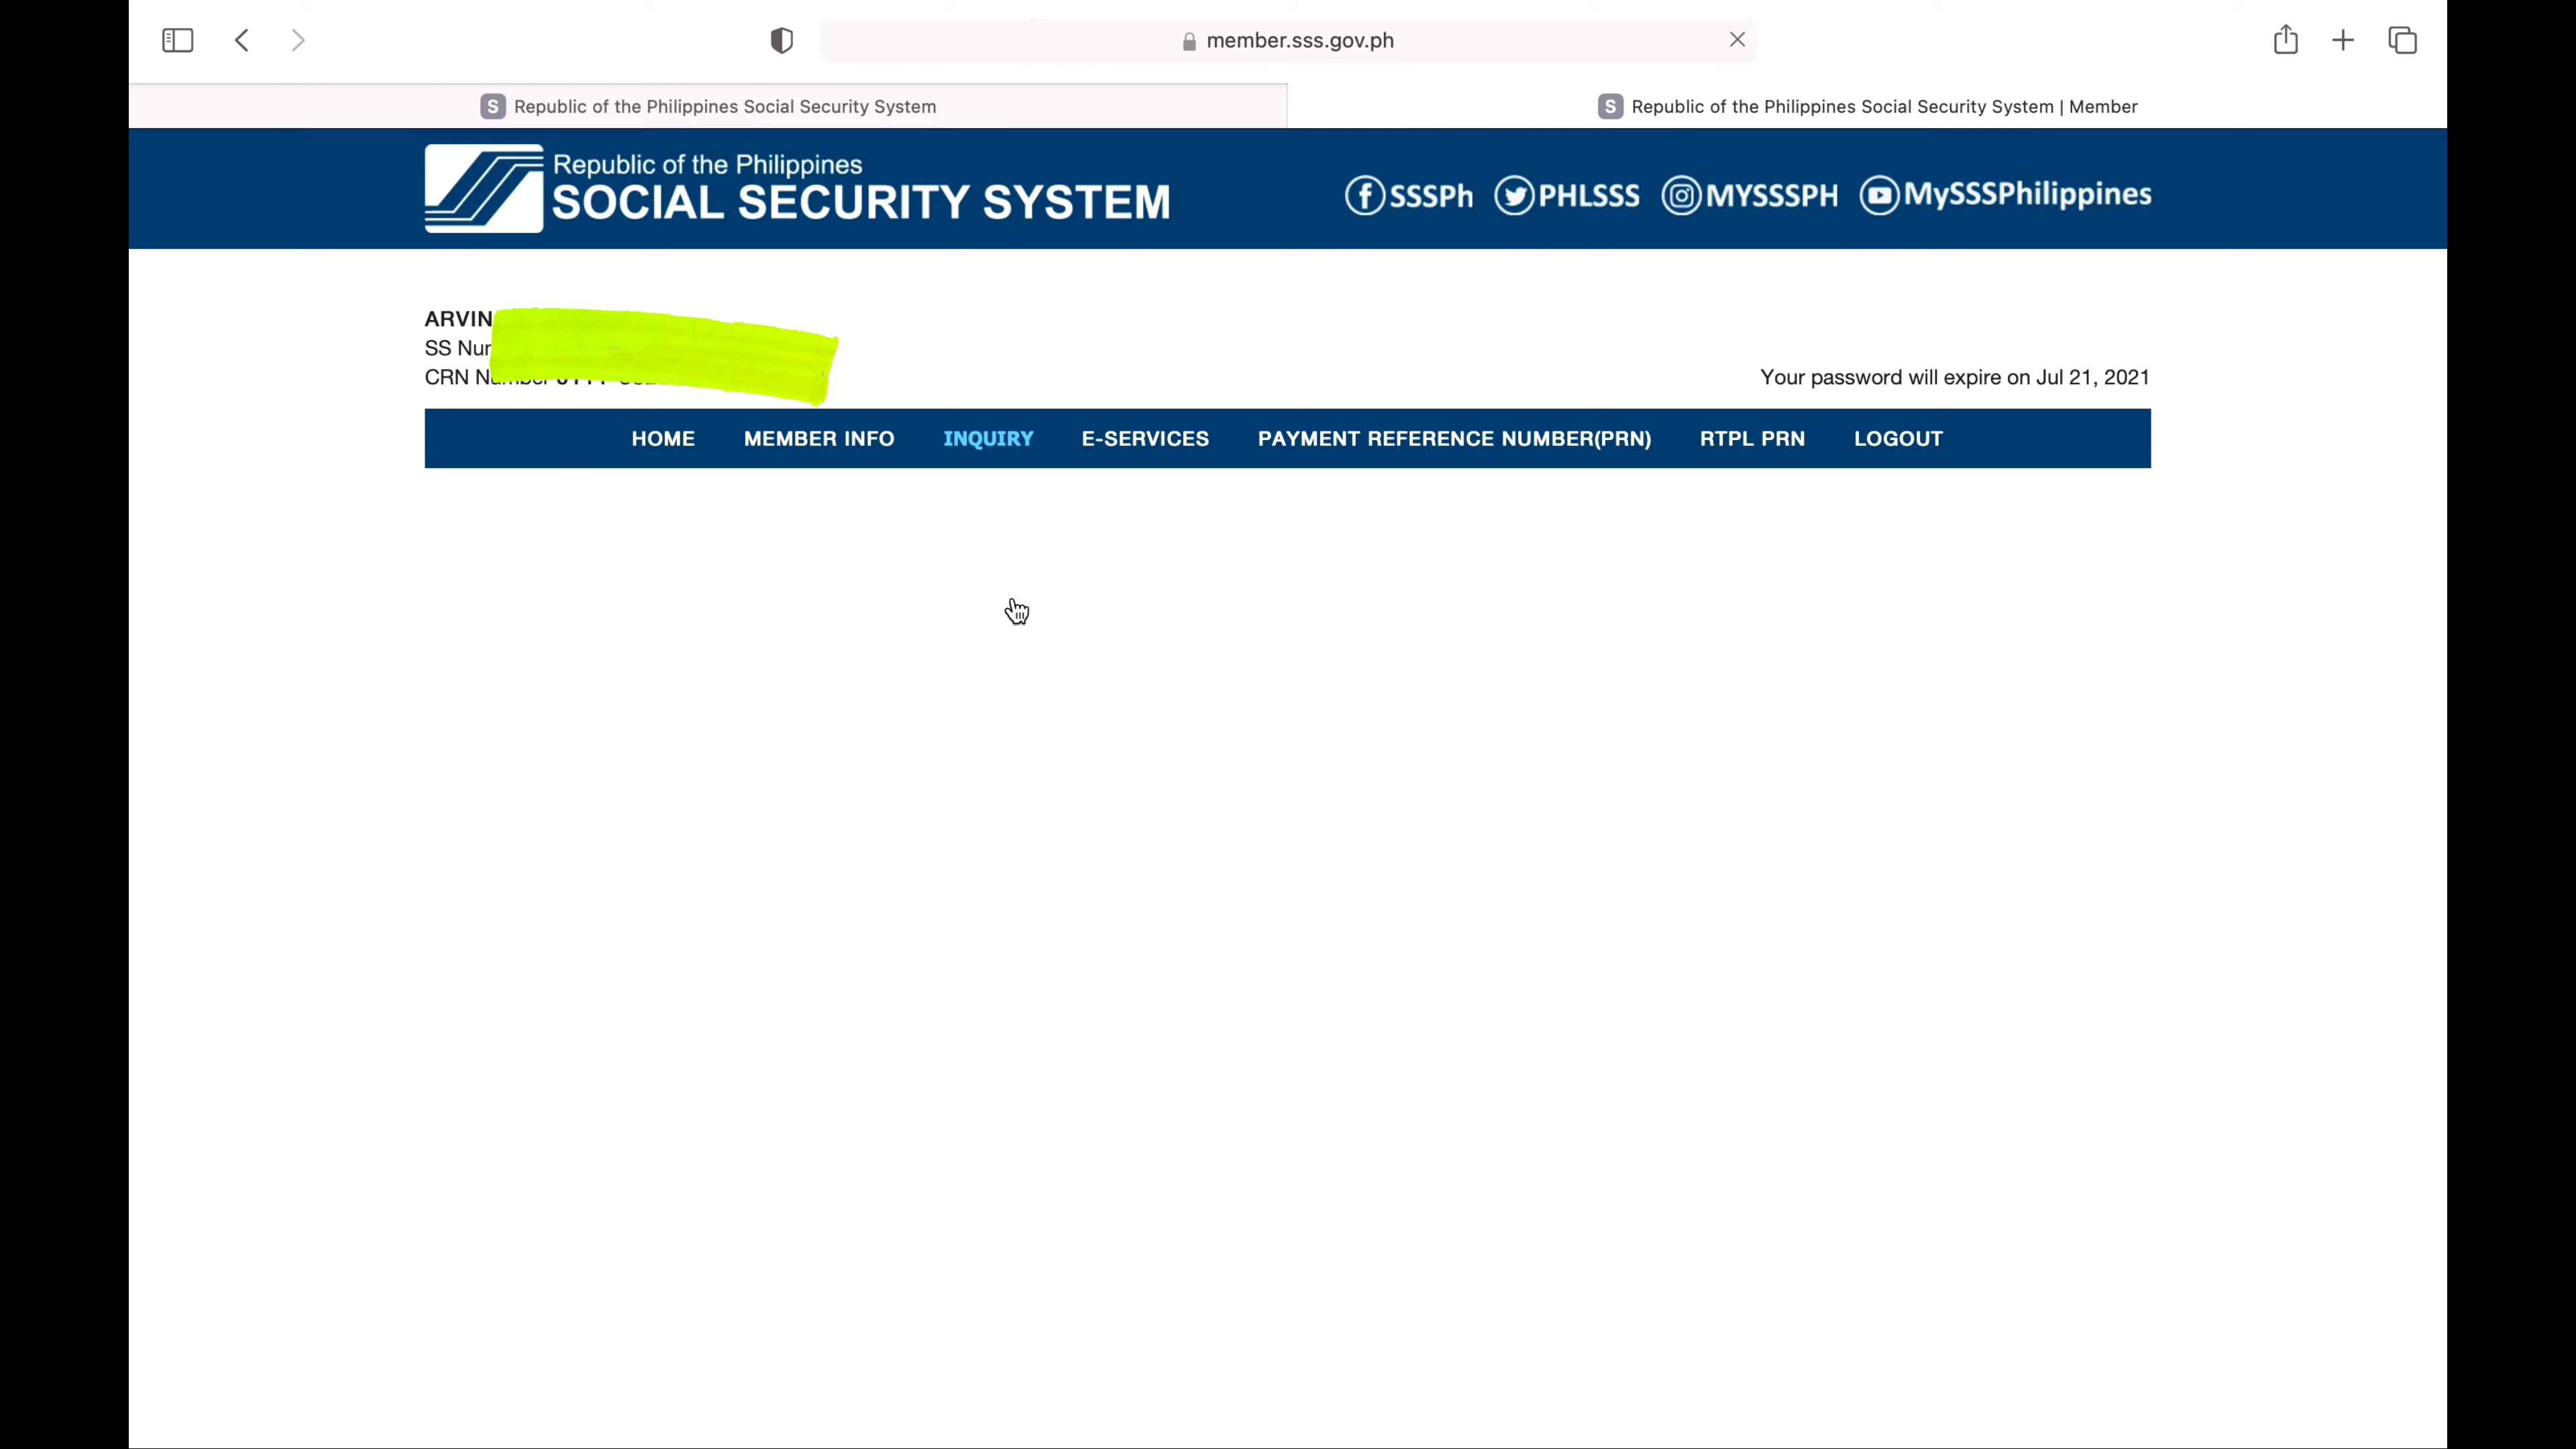 member.sss.gov.ph
S Republic of the Philippines Social Security System
S Republic of the Philippines Social Security System | Member
Republic of the Philippines
SOCIAL SECURITY SYSTEM
SSSPh
PHLSSS
MYSSSPH
MySSSPhilippines
ARVIN
SS
CRN
Your password will expire on Jul 21, 2021
HOME MEMBER INFO INQUIRY E-SERVICES PAYMENT REFERENCE NUMBER(PRN) RTPL PRN LOGOUT